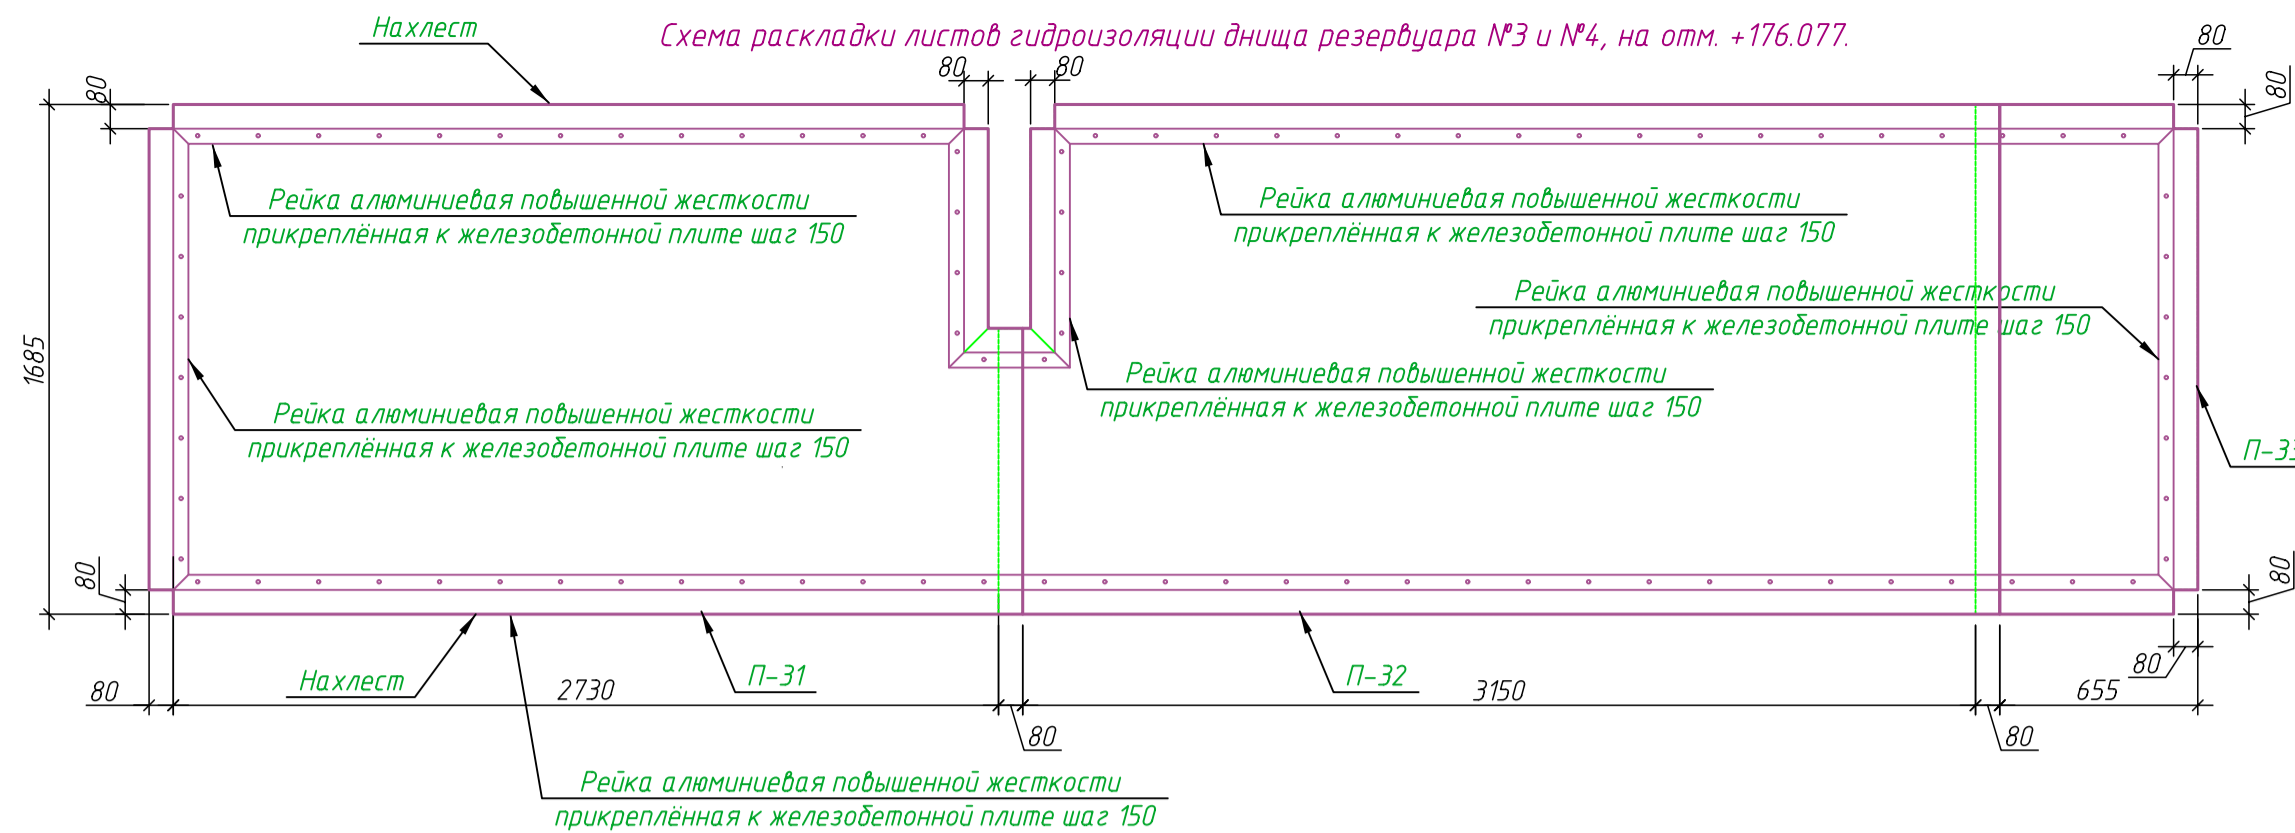 Схема раскладки листов гидроизоляции днища резервуара №3 и №4, на отм. +176.077.
Нахлест
80
80
80
80
80
1685
Рейка алюминиевая повышенной жесткости
прикреплённая к железобетонной плите шаг 150
Рейка алюминиевая повышенной жесткости
прикреплённая к железобетонной плите шаг 150
Рейка алюминиевая повышенной жесткости
прикреплённая к железобетонной плите шаг 150
Рейка алюминиевая повышенной жесткости
прикреплённая к железобетонной плите шаг 150
Рейка алюминиевая повышенной жесткости
прикреплённая к железобетонной плите шаг 150
П-33
80
80
Нахлест
П-31
П-32
80
80
2730
80
3150
80
655
Рейка алюминиевая повышенной жесткости
прикреплённая к железобетонной плите шаг 150